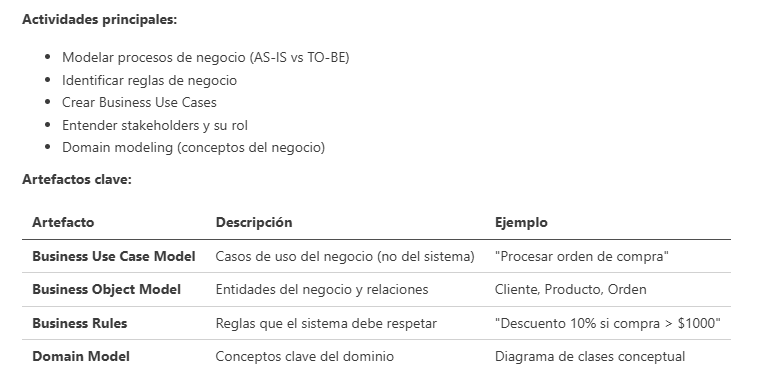 Actividades principales:
• Modelar procesos de negocio (AS-IS vs TO-BE)
• Identificar reglas de negocio
• Crear Business Use Cases
• Entender stakeholders y su rol
• Domain modeling (conceptos del negocio)
Artefactos clave:
Artefacto Descripción Ejemplo
Business Use Case Model Casos de uso del negocio (no del sistema) "Procesar orden de compra"
Business Object Model Entidades del negocio y relaciones Cliente, Producto, Orden
Business Rules Reglas que el sistema debe respetar "Descuento 10% si compra > $1000"
Domain Model Conceptos clave del dominio Diagrama de clases conceptual